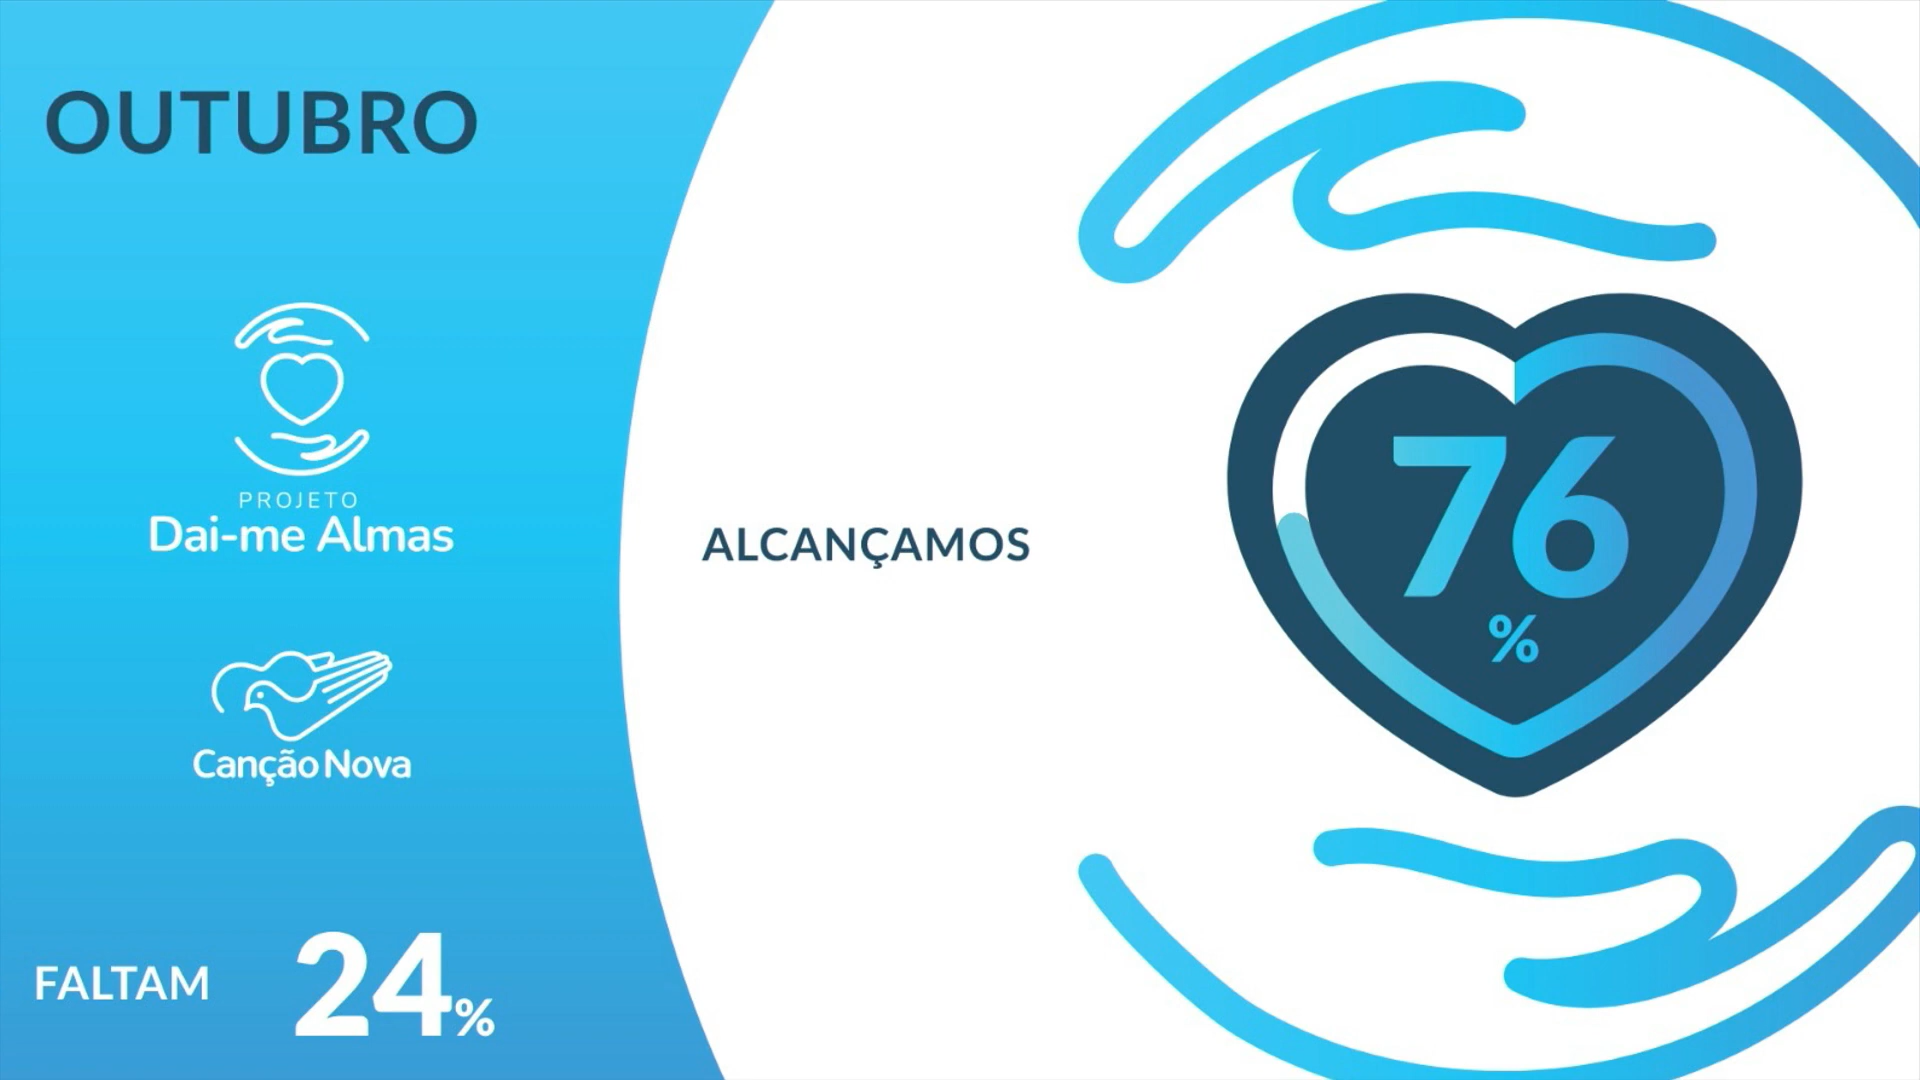 OUTUBRO
PROJETO
Dai-me Almas
Canção Nova
FALTAM 24%
ALCANÇAMOS
76
%